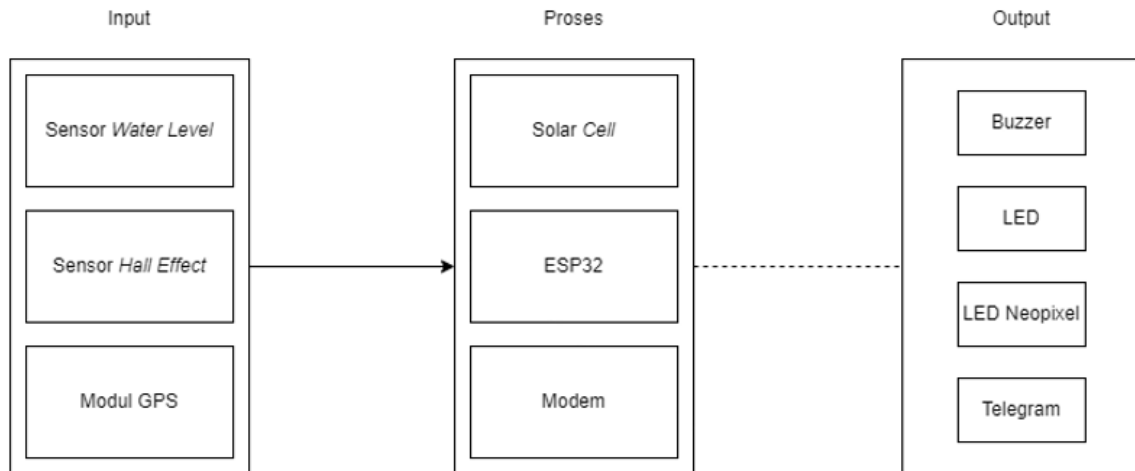 Input
Proses
Output
Sensor Water Level
Sensor Hall Effect
Modul GPS
Solar Cell
ESP32
Modem
Buzzer
LED
LED Neopixel
Telegram